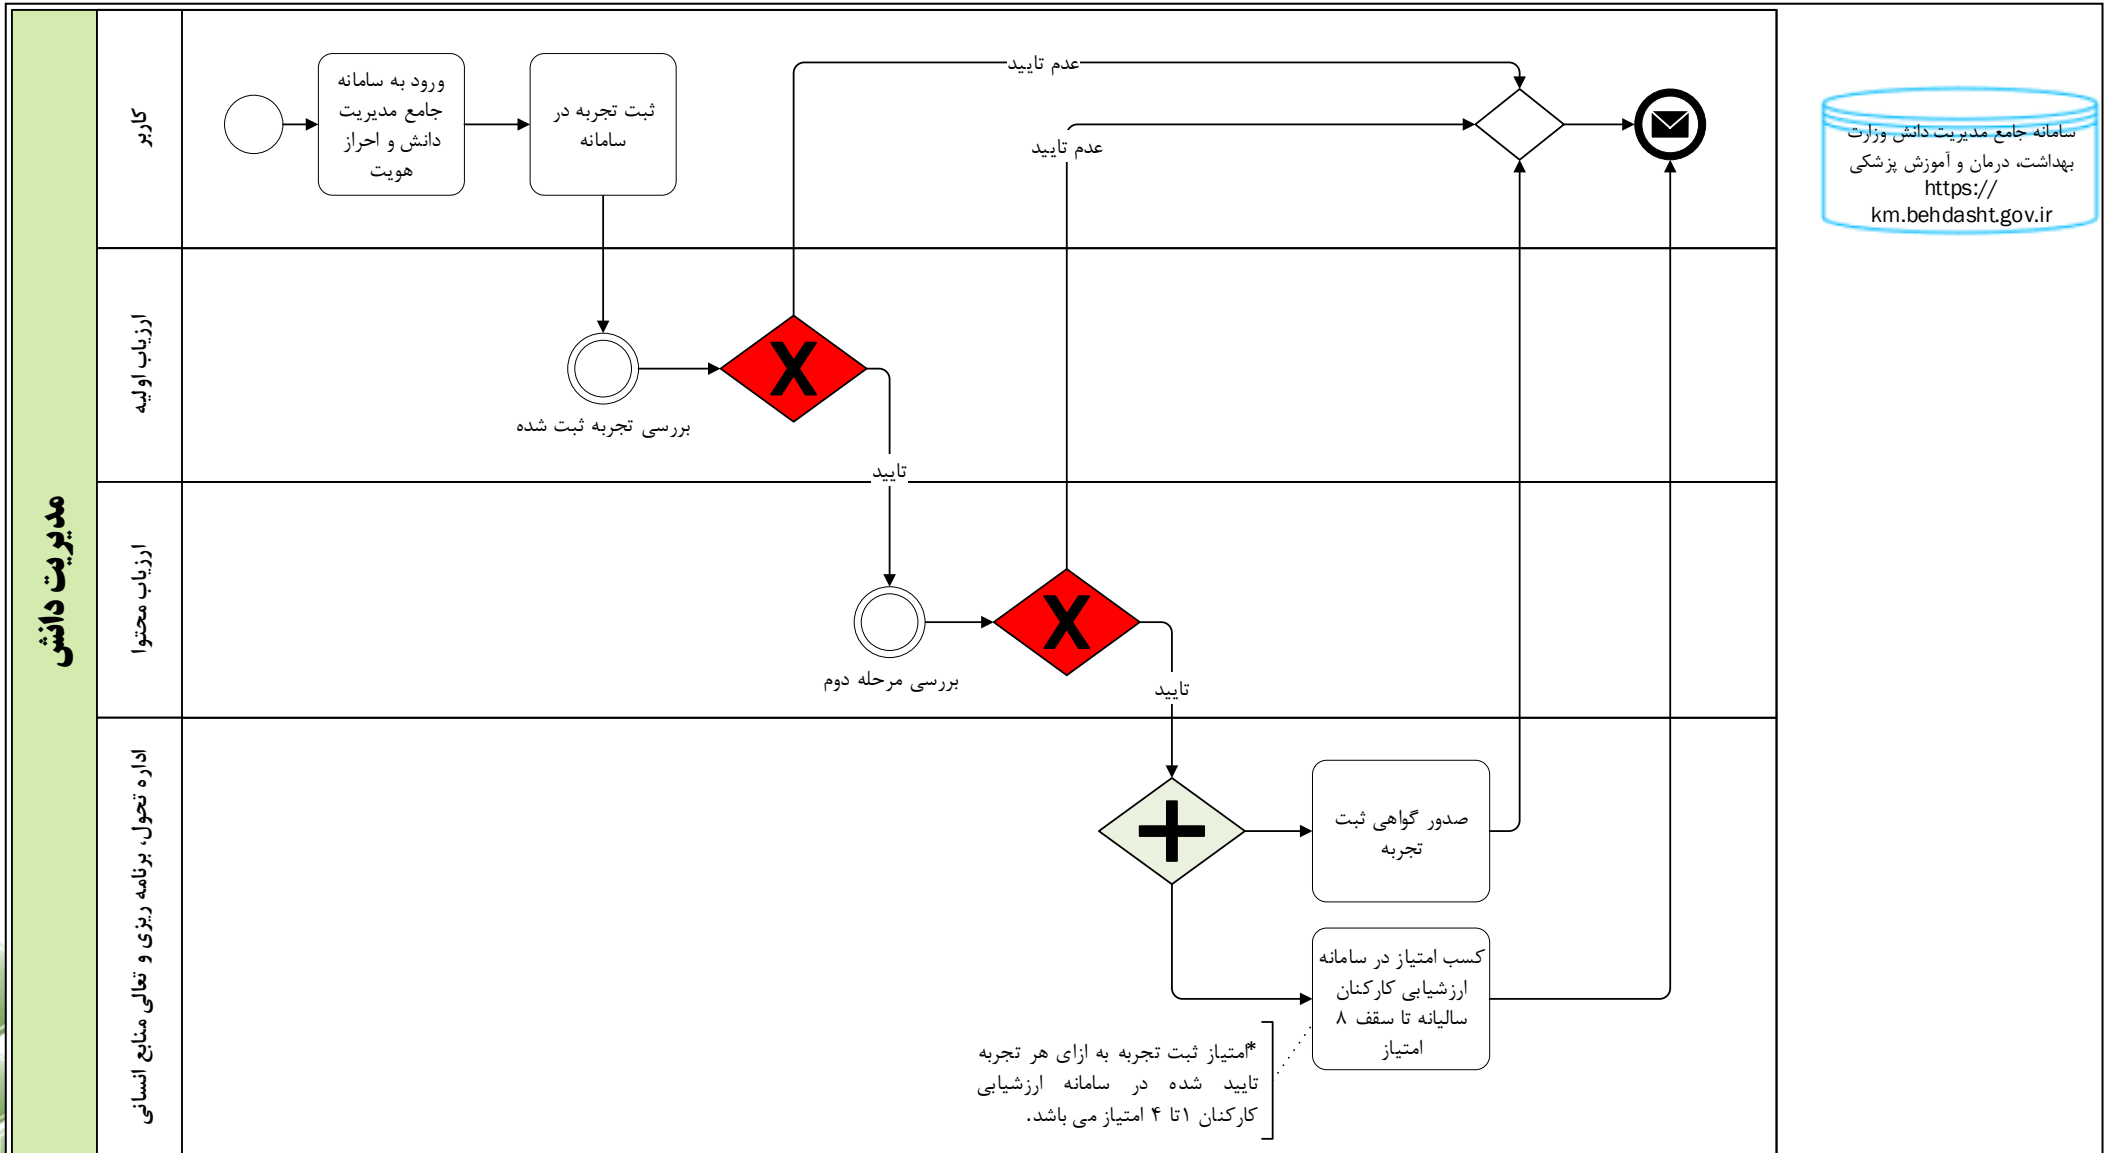 مدیریت دانش
کاربر
ورود به سامانه
جامع مدیریت
دانش و احراز
هویت
ثبت تجربه در
سامانه
عدم تایید
عدم تایید
سامانه جامع مدیریت دانش وزارت
بهداشت، درمان و آموزش پزشکی
https://
km.behdasht.gov.ir
ارزیاب اولیه
بررسی تجربه ثبت شده
X
تایید
ارزیاب محتوا
بررسی مرحله دوم
X
تایید
اداره تحول، برنامه ریزی و تعالی منابع انسانی
صدور گواهی ثبت
تجربه
کسب امتیاز در سامانه
ارزشیابی کارکنان
سالیانه تا سقف ۸
امتیاز
*امتیاز ثبت تجربه به ازای هر تجربه
تایید شده در سامانه ارزشیابی
کارکنان ۱تا ۴ امتیاز می باشد.